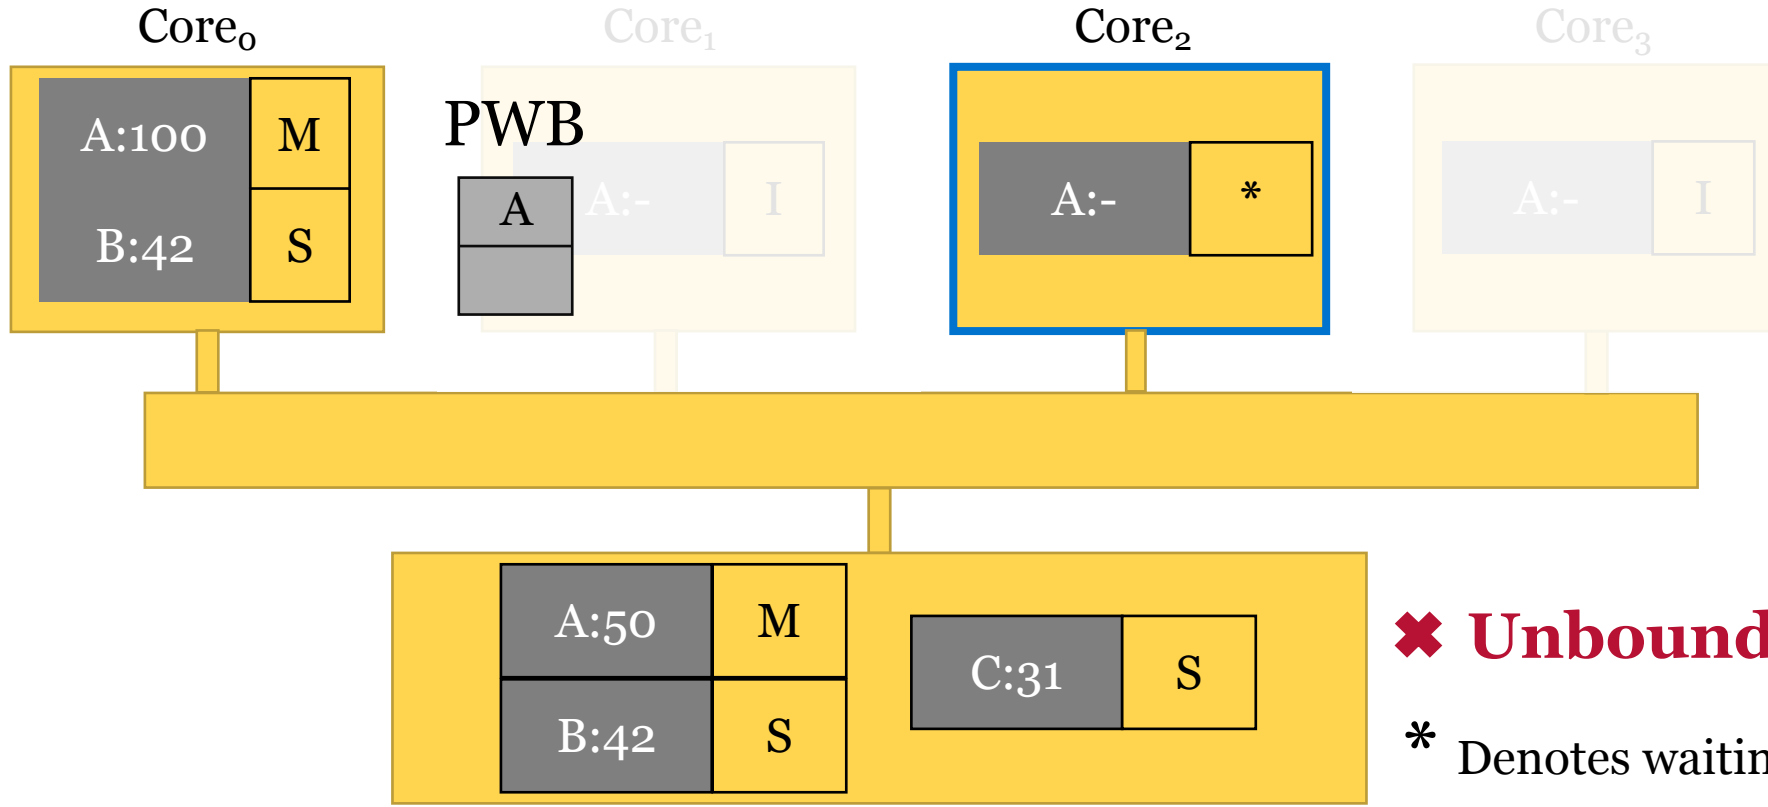 Core₀ Core₁ Core₂ Core₃
PWB
A:100 M
A
A:- I
A:- *
A:- I
B:42 S
A:50 M
C:31 S
B:42 S
✖ Unbound
* Denotes waitin